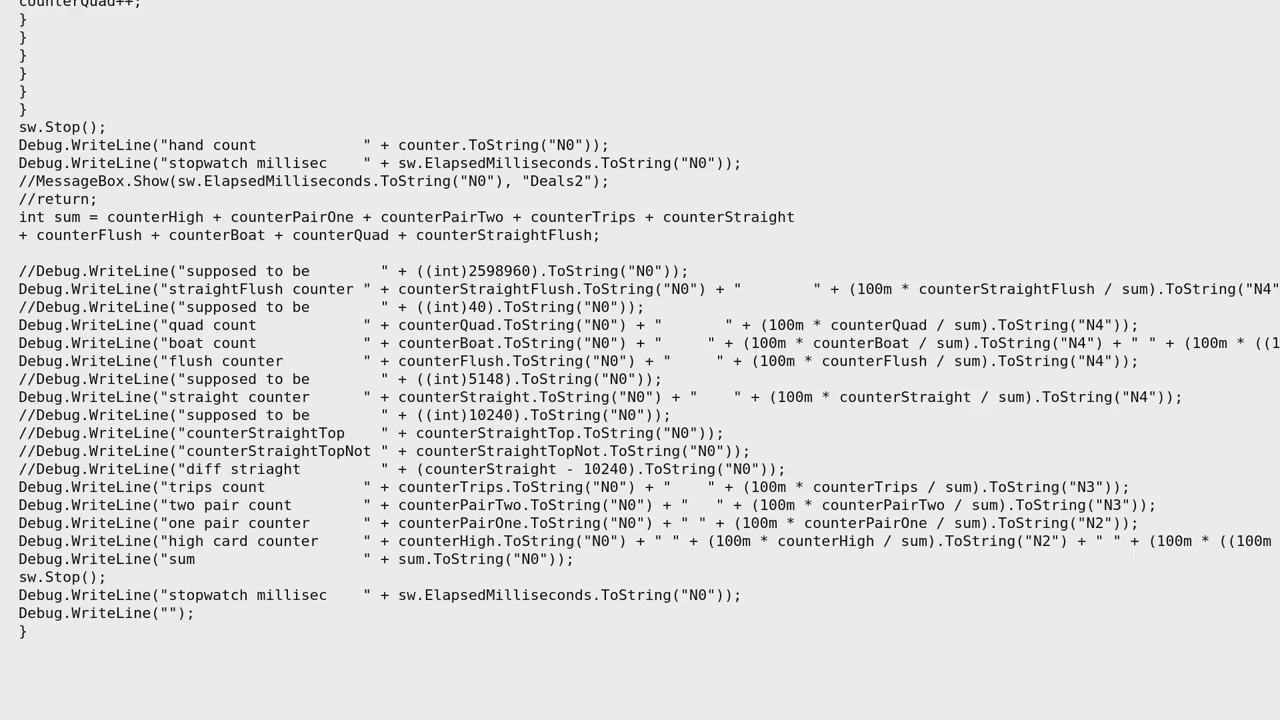 counterQuad++;
}
}
}
}
}
}
sw.Stop();
Debug.WriteLine("hand count            " + counter.ToString("N0"));
Debug.WriteLine("stopwatch millisec    " + sw.ElapsedMilliseconds.ToString("N0"));
//MessageBox.Show(sw.ElapsedMilliseconds.ToString("N0"), "Deals2");
//return;
int sum = counterHigh + counterPairOne + counterPairTwo + counterTrips + counterStraight
+ counterFlush + counterBoat + counterQuad + counterStraightFlush;

//Debug.WriteLine("supposed to be        " + ((int)2598960).ToString("N0"));
Debug.WriteLine("straightFlush counter " + counterStraightFlush.ToString("N0") + "        " + (100m * counterStraightFlush / sum).ToString("N4"
//Debug.WriteLine("supposed to be        " + ((int)40).ToString("N0"));
Debug.WriteLine("quad count            " + counterQuad.ToString("N0") + "       " + (100m * counterQuad / sum).ToString("N4"));
Debug.WriteLine("boat count            " + counterBoat.ToString("N0") + "     " + (100m * counterBoat / sum).ToString("N4") + " " + (100m * ((1
Debug.WriteLine("flush counter         " + counterFlush.ToString("N0") + "     " + (100m * counterFlush / sum).ToString("N4"));
//Debug.WriteLine("supposed to be        " + ((int)5148).ToString("N0"));
Debug.WriteLine("straight counter      " + counterStraight.ToString("N0") + "    " + (100m * counterStraight / sum).ToString("N4"));
//Debug.WriteLine("supposed to be        " + ((int)10240).ToString("N0"));
//Debug.WriteLine("counterStraightTop    " + counterStraightTop.ToString("N0"));
//Debug.WriteLine("counterStraightTopNot " + counterStraightTopNot.ToString("N0"));
//Debug.WriteLine("diff striaght         " + (counterStraight - 10240).ToString("N0"));
Debug.WriteLine("trips count           " + counterTrips.ToString("N0") + "    " + (100m * counterTrips / sum).ToString("N3"));
Debug.WriteLine("two pair count        " + counterPairTwo.ToString("N0") + "   " + (100m * counterPairTwo / sum).ToString("N3"));
Debug.WriteLine("one pair counter      " + counterPairOne.ToString("N0") + " " + (100m * counterPairOne / sum).ToString("N2"));
Debug.WriteLine("high card counter     " + counterHigh.ToString("N0") + " " + (100m * counterHigh / sum).ToString("N2") + " " + (100m * ((100m
Debug.WriteLine("sum                   " + sum.ToString("N0"));
sw.Stop();
Debug.WriteLine("stopwatch millisec    " + sw.ElapsedMilliseconds.ToString("N0"));
Debug.WriteLine("");
}